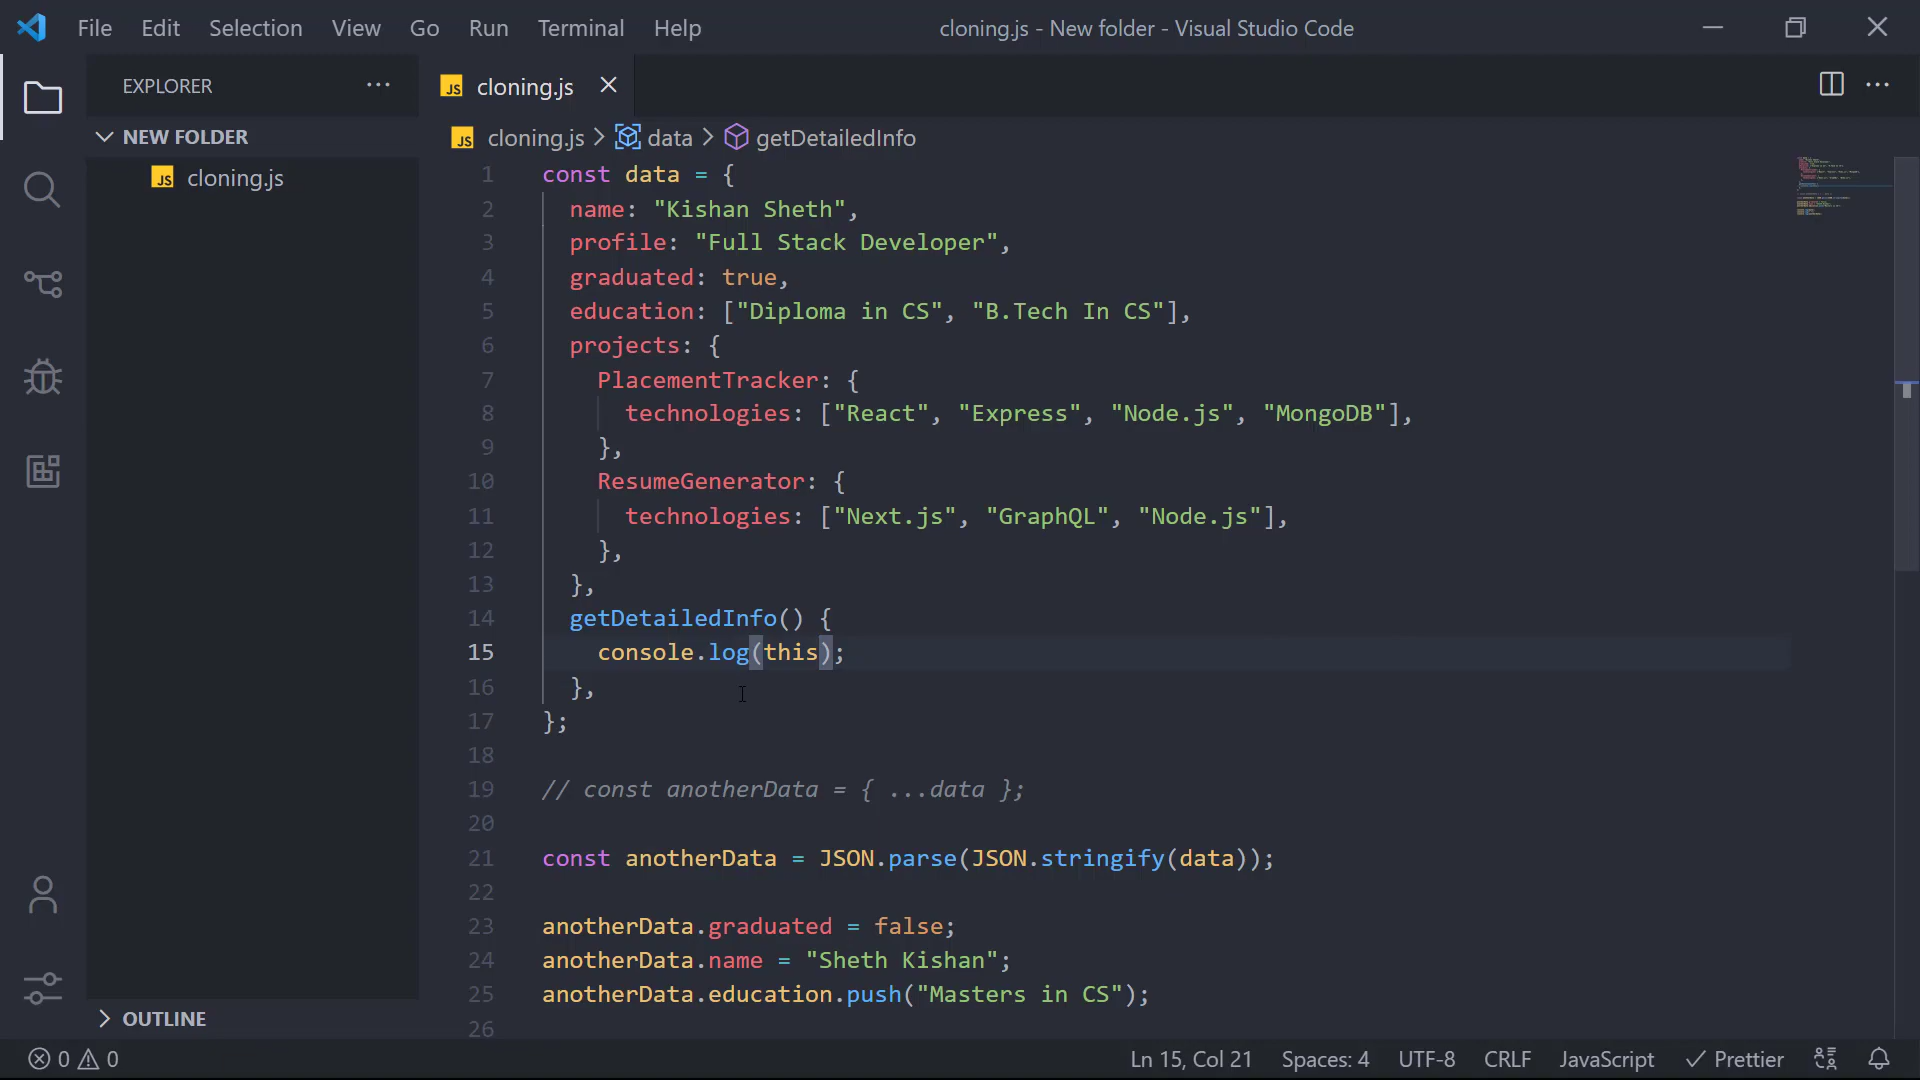 File Edit Selection View Go Run Terminal Help cloning.js - New folder - Visual Studio Code
EXPLORER
NEW FOLDER
JS cloning.js
OUTLINE
JS cloning.js
JS cloning.js > data > getDetailedInfo
1 const data = {
2 name: "Kishan Sheth",
3 profile: "Full Stack Developer",
4 graduated: true,
5 education: ["Diploma in CS", "B.Tech In CS"],
6 projects: {
7 PlacementTracker: {
8 technologies: ["React", "Express", "Node.js", "MongoDB"],
9 },
10 ResumeGenerator: {
11 technologies: ["Next.js", "GraphQL", "Node.js"],
12 },
13 },
14 getDetailedInfo() {
15 console.log(this);
16 },
17 };
18
19 // const anotherData = { ...data };
20
21 const anotherData = JSON.parse(JSON.stringify(data));
22
23 anotherData.graduated = false;
24 anotherData.name = "Sheth Kishan";
25 anotherData.education.push("Masters in CS");
26
0 0 Ln 15, Col 21 Spaces: 4 UTF-8 CRLF JavaScript Prettier